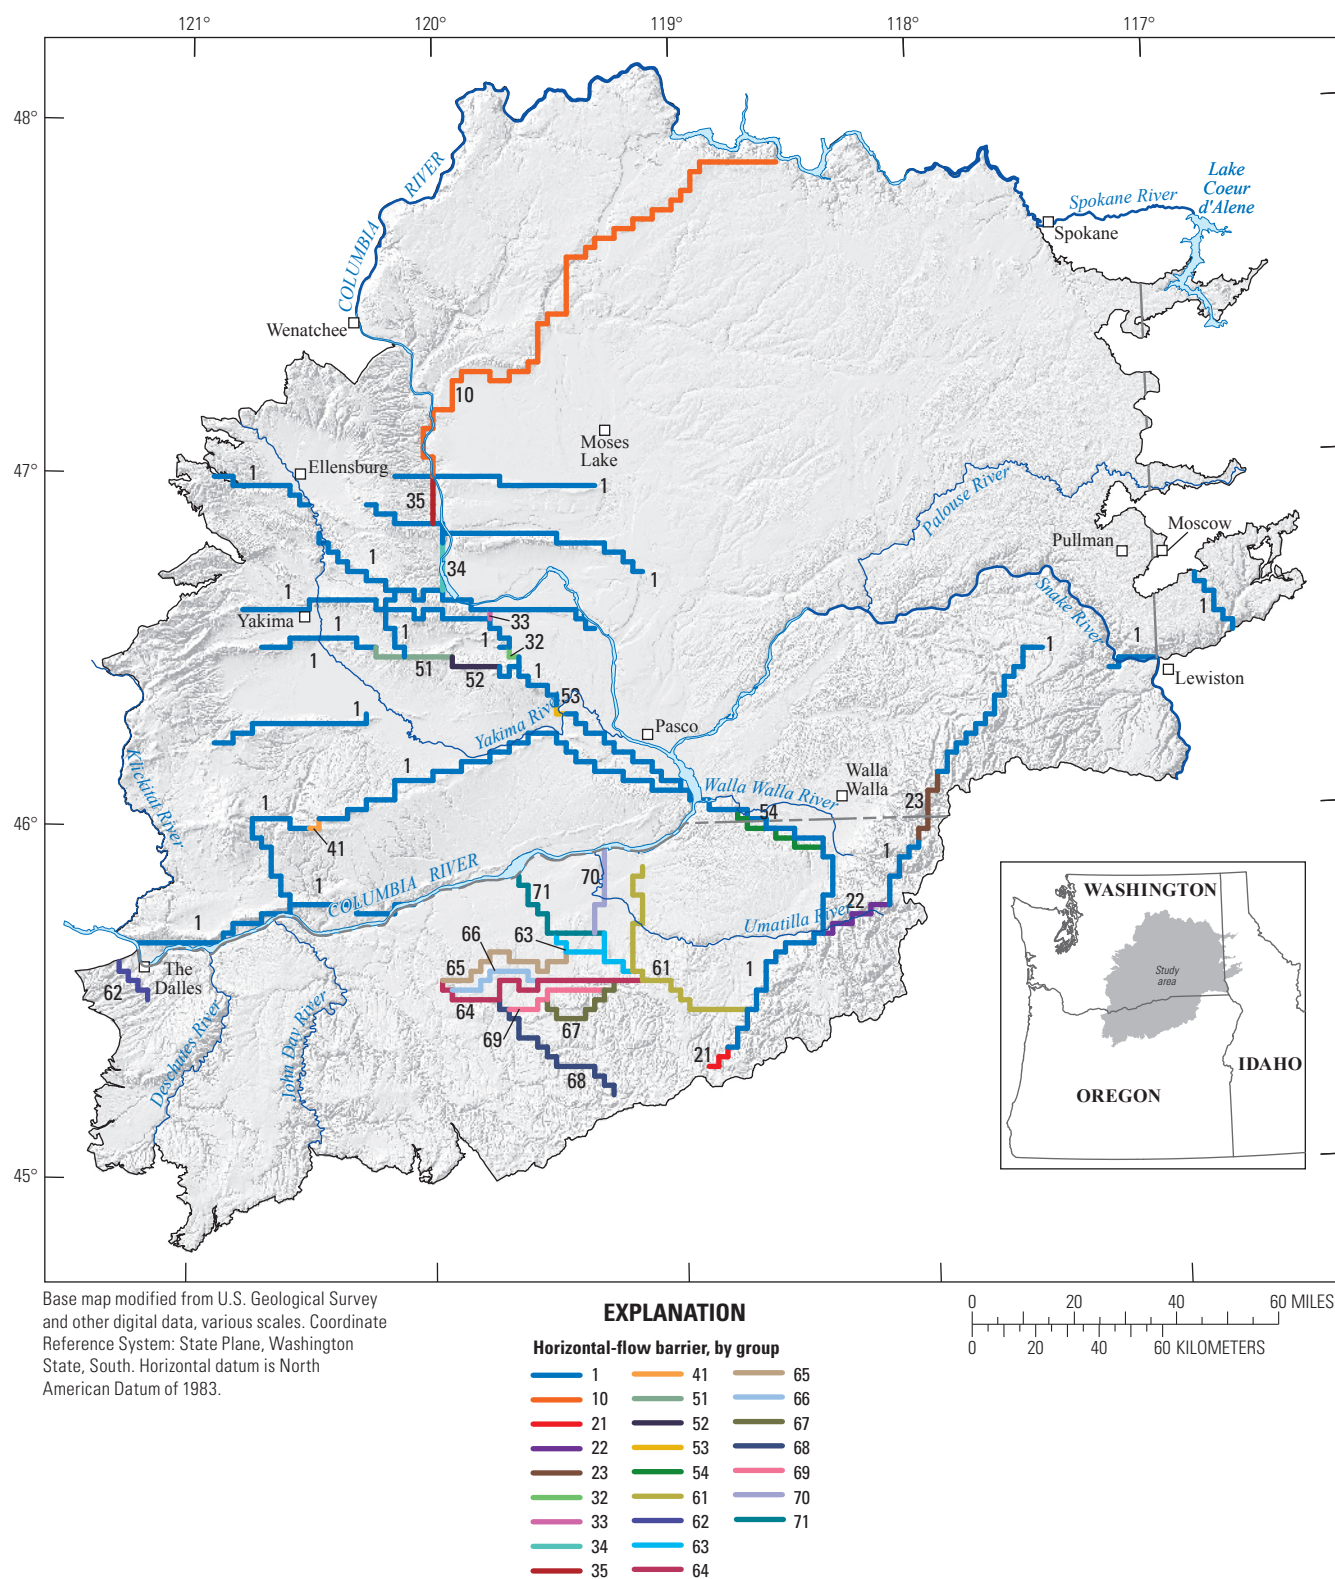 121°
120°
119°
118°
117°
48°
47°
46°
45°
COLUMBIA RIVER
Lake
Coeur
d'Alene
Spokane River
Spokane
Wenatchee
10
Moses
Lake
Ellensburg
1
1
35
Palouse River
Moscow
Pullman
1
34
1
Snake River
1
Yakima
33
1
1
1
1
32
1
1
1
51
52
1
Lewiston
53
1
Yakima River
Pasco
Klickitat River
1
Walla Walla River
Walla
Walla
23
1
54
41
COLUMBIA RIVER
1
70
71
1
22
Umatilla River
1
66
63
65
61
1
The
Dalles
62
64
67
69
21
68
Deschutes River
John Day River
WASHINGTON
Study
area
IDAHO
OREGON
Base map modified from U.S. Geological Survey
and other digital data, various scales. Coordinate
Reference System: State Plane, Washington
State, South. Horizontal datum is North
American Datum of 1983.
0 20 40 60 MILES
0 20 40 60 KILOMETERS
EXPLANATION
Horizontal-flow barrier, by group
1
10
21
22
23
32
33
34
35
41
51
52
53
54
61
62
63
64
65
66
67
68
69
70
71